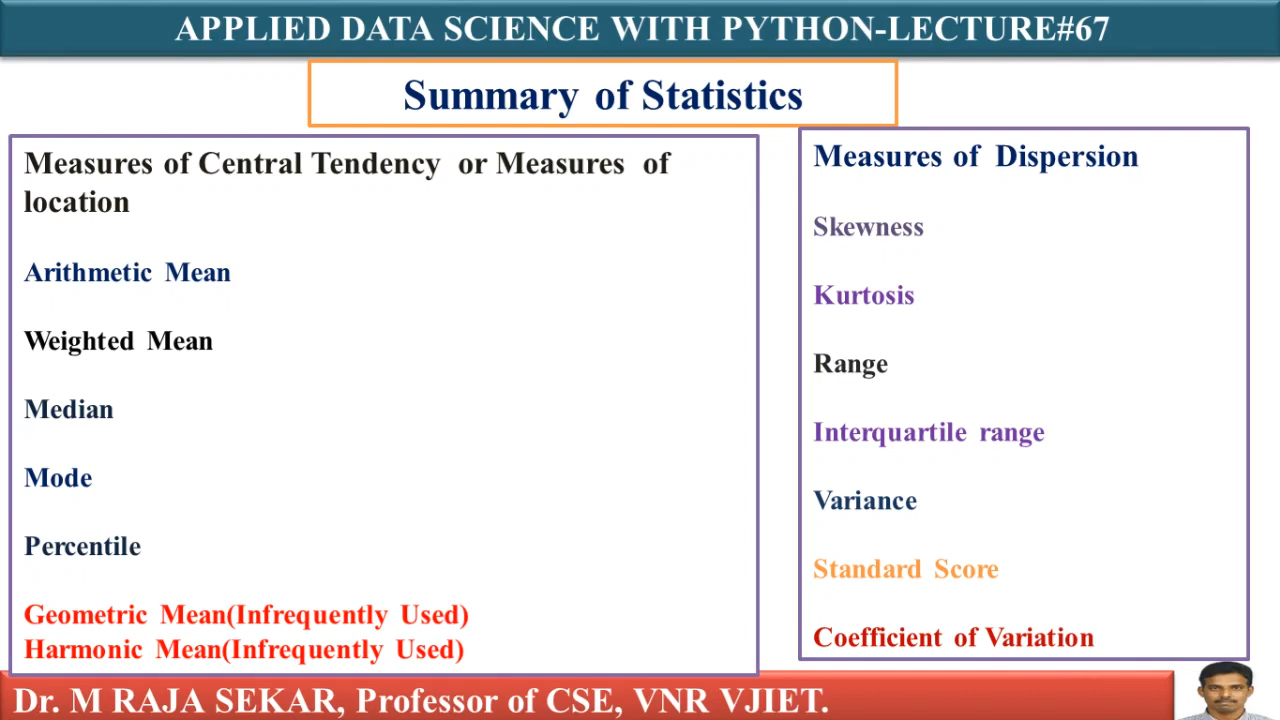 APPLIED DATA SCIENCE WITH PYTHON-LECTURE#67
Summary of Statistics
Measures of Central Tendency or Measures of
location
Arithmetic Mean
Weighted Mean
Median
Mode
Percentile
Geometric Mean(Infrequently Used)
Harmonic Mean(Infrequently Used)
Measures of Dispersion
Skewness
Kurtosis
Range
Interquartile range
Variance
Standard Score
Coefficient of Variation
Dr. M RAJA SEKAR, Professor of CSE, VNR VJIET.